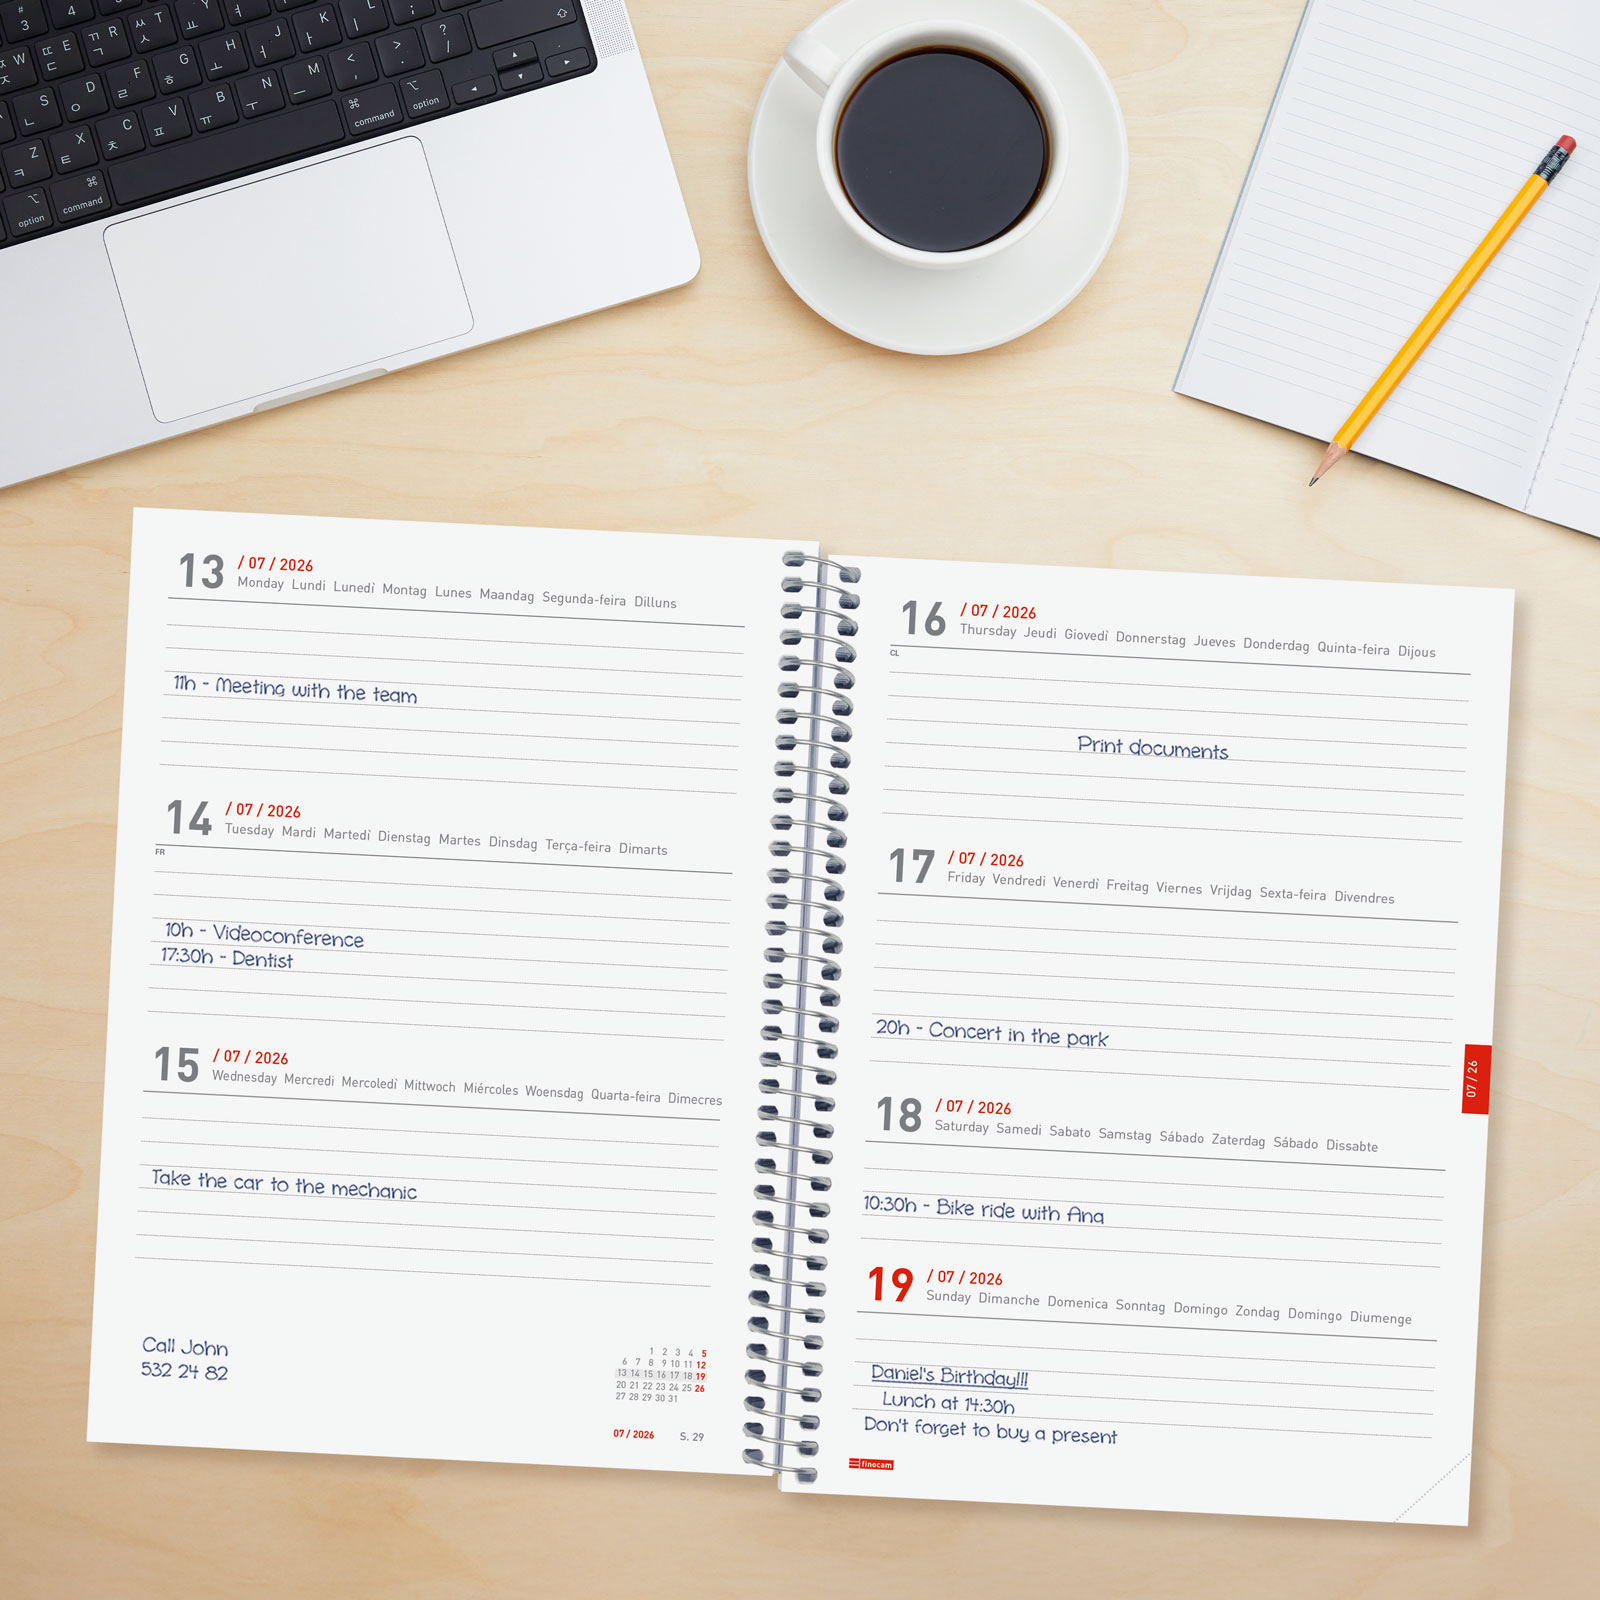 # 3 4
W ㅈ E ㄸ ㄷ R ㄲ ㄱ T ㅆ ㅅ Y ㅛ
S ㄴ D ㅇ F ㄹ G ㅎ H ㅗ J ㅓ K ㅏ L ㅣ : ; " '
Z ㅋ X ㅌ C ㅊ V ㅍ B ㅠ N ㅜ M ㅡ < , > . ? /
⌥ option ⌘ command ⌘ command ⌥ option
13 / 07 / 2026
Monday Lundi Lunedì Montag Lunes Maandag Segunda-feira Dilluns
11h - Meeting with the team
14 / 07 / 2026
Tuesday Mardi Martedì Dienstag Martes Dinsdag Terça-feira Dimarts
FR
10h - Videoconference
17:30h - Dentist
15 / 07 / 2026
Wednesday Mercredi Mercoledì Mittwoch Miércoles Woensdag Quarta-feira Dimecres
Take the car to the mechanic
Call John
532 24 82
1 2 3 4 5
6 7 8 9 10 11 12
13 14 15 16 17 18 19
20 21 22 23 24 25 26
27 28 29 30 31
07 / 2026 S. 29
16 / 07 / 2026
Thursday Jeudi Giovedì Donnerstag Jueves Donderdag Quinta-feira Dijous
CL
Print documents
17 / 07 / 2026
Friday Vendredi Venerdì Freitag Viernes Vrijdag Sexta-feira Divendres
20h - Concert in the park
07 / 26
18 / 07 / 2026
Saturday Samedi Sabato Samstag Sábado Zaterdag Sábado Dissabte
10:30h - Bike ride with Ana
19 / 07 / 2026
Sunday Dimanche Domenica Sonntag Domingo Zondag Domingo Diumenge
Daniel's Birthday!!!
Lunch at 14:30h
Don't forget to buy a present
finocam